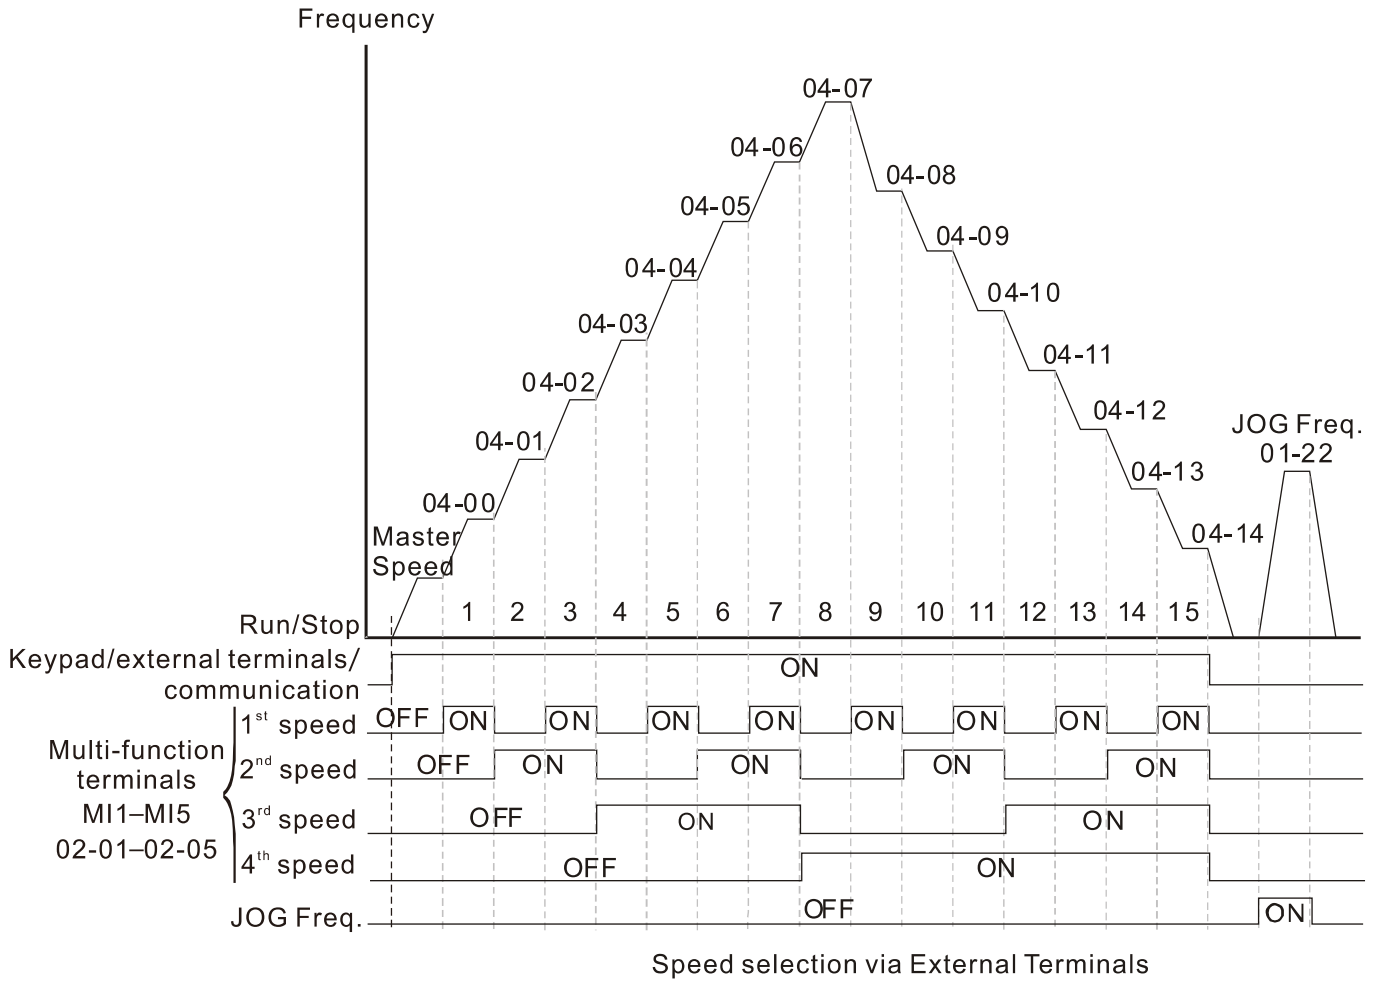 Frequency
04-07
04-06
04-08
04-05
04-09
04-04
04-10
04-03
04-11
04-02
04-12
04-01
JOG Freq.
01-22
04-13
04-00
04-14
Master
Speed
1 2 3 4 5 6 7 8 9 10 11 12 13 14 15
Run/Stop
Keypad/external terminals/
communication
ON
Multi-function
terminals
MI1–MI5
02-01–02-05
1st speed OFF ON ON ON ON ON ON ON ON
2nd speed OFF ON ON ON ON
3rd speed OFF ON ON
4th speed OFF ON
JOG Freq. OFF ON
Speed selection via External Terminals